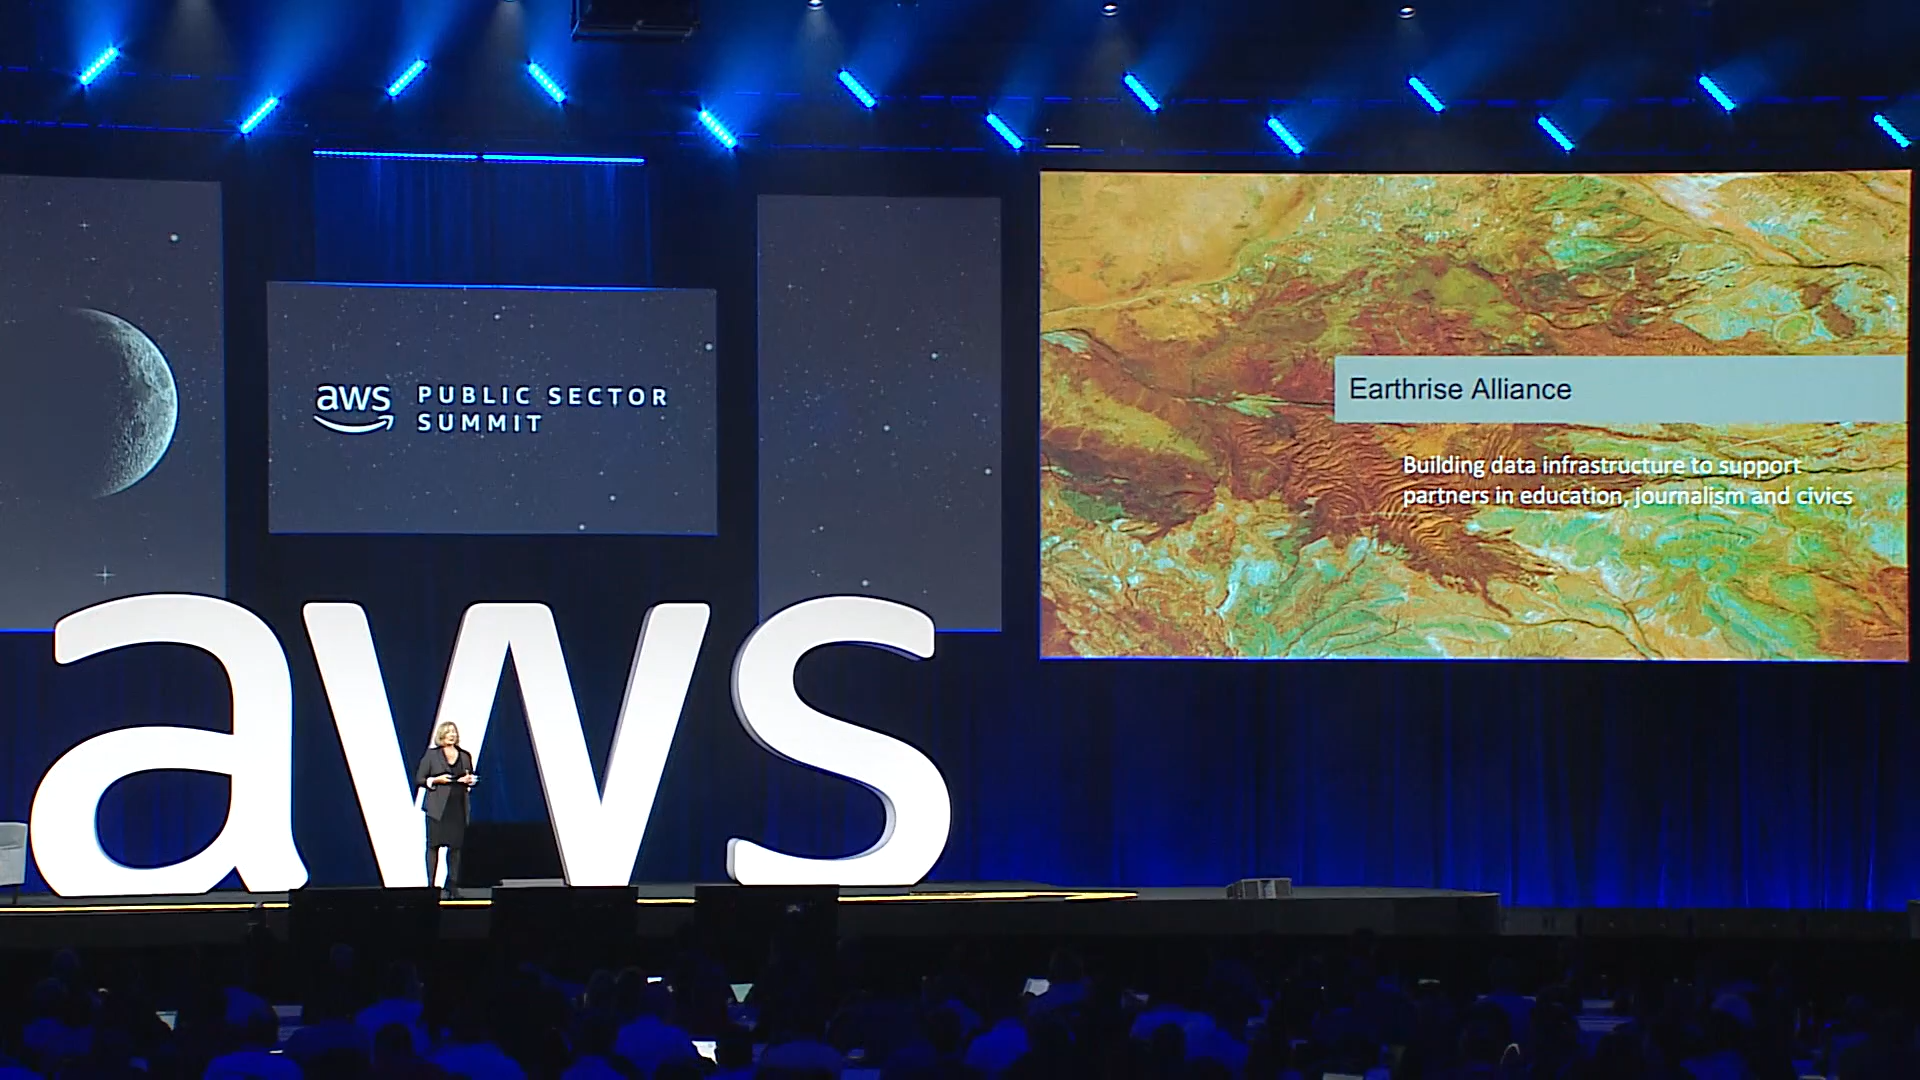 aws PUBLIC SECTOR
SUMMIT
Earthrise Alliance
Building data infrastructure to support
partners in education, journalism and civics
aws